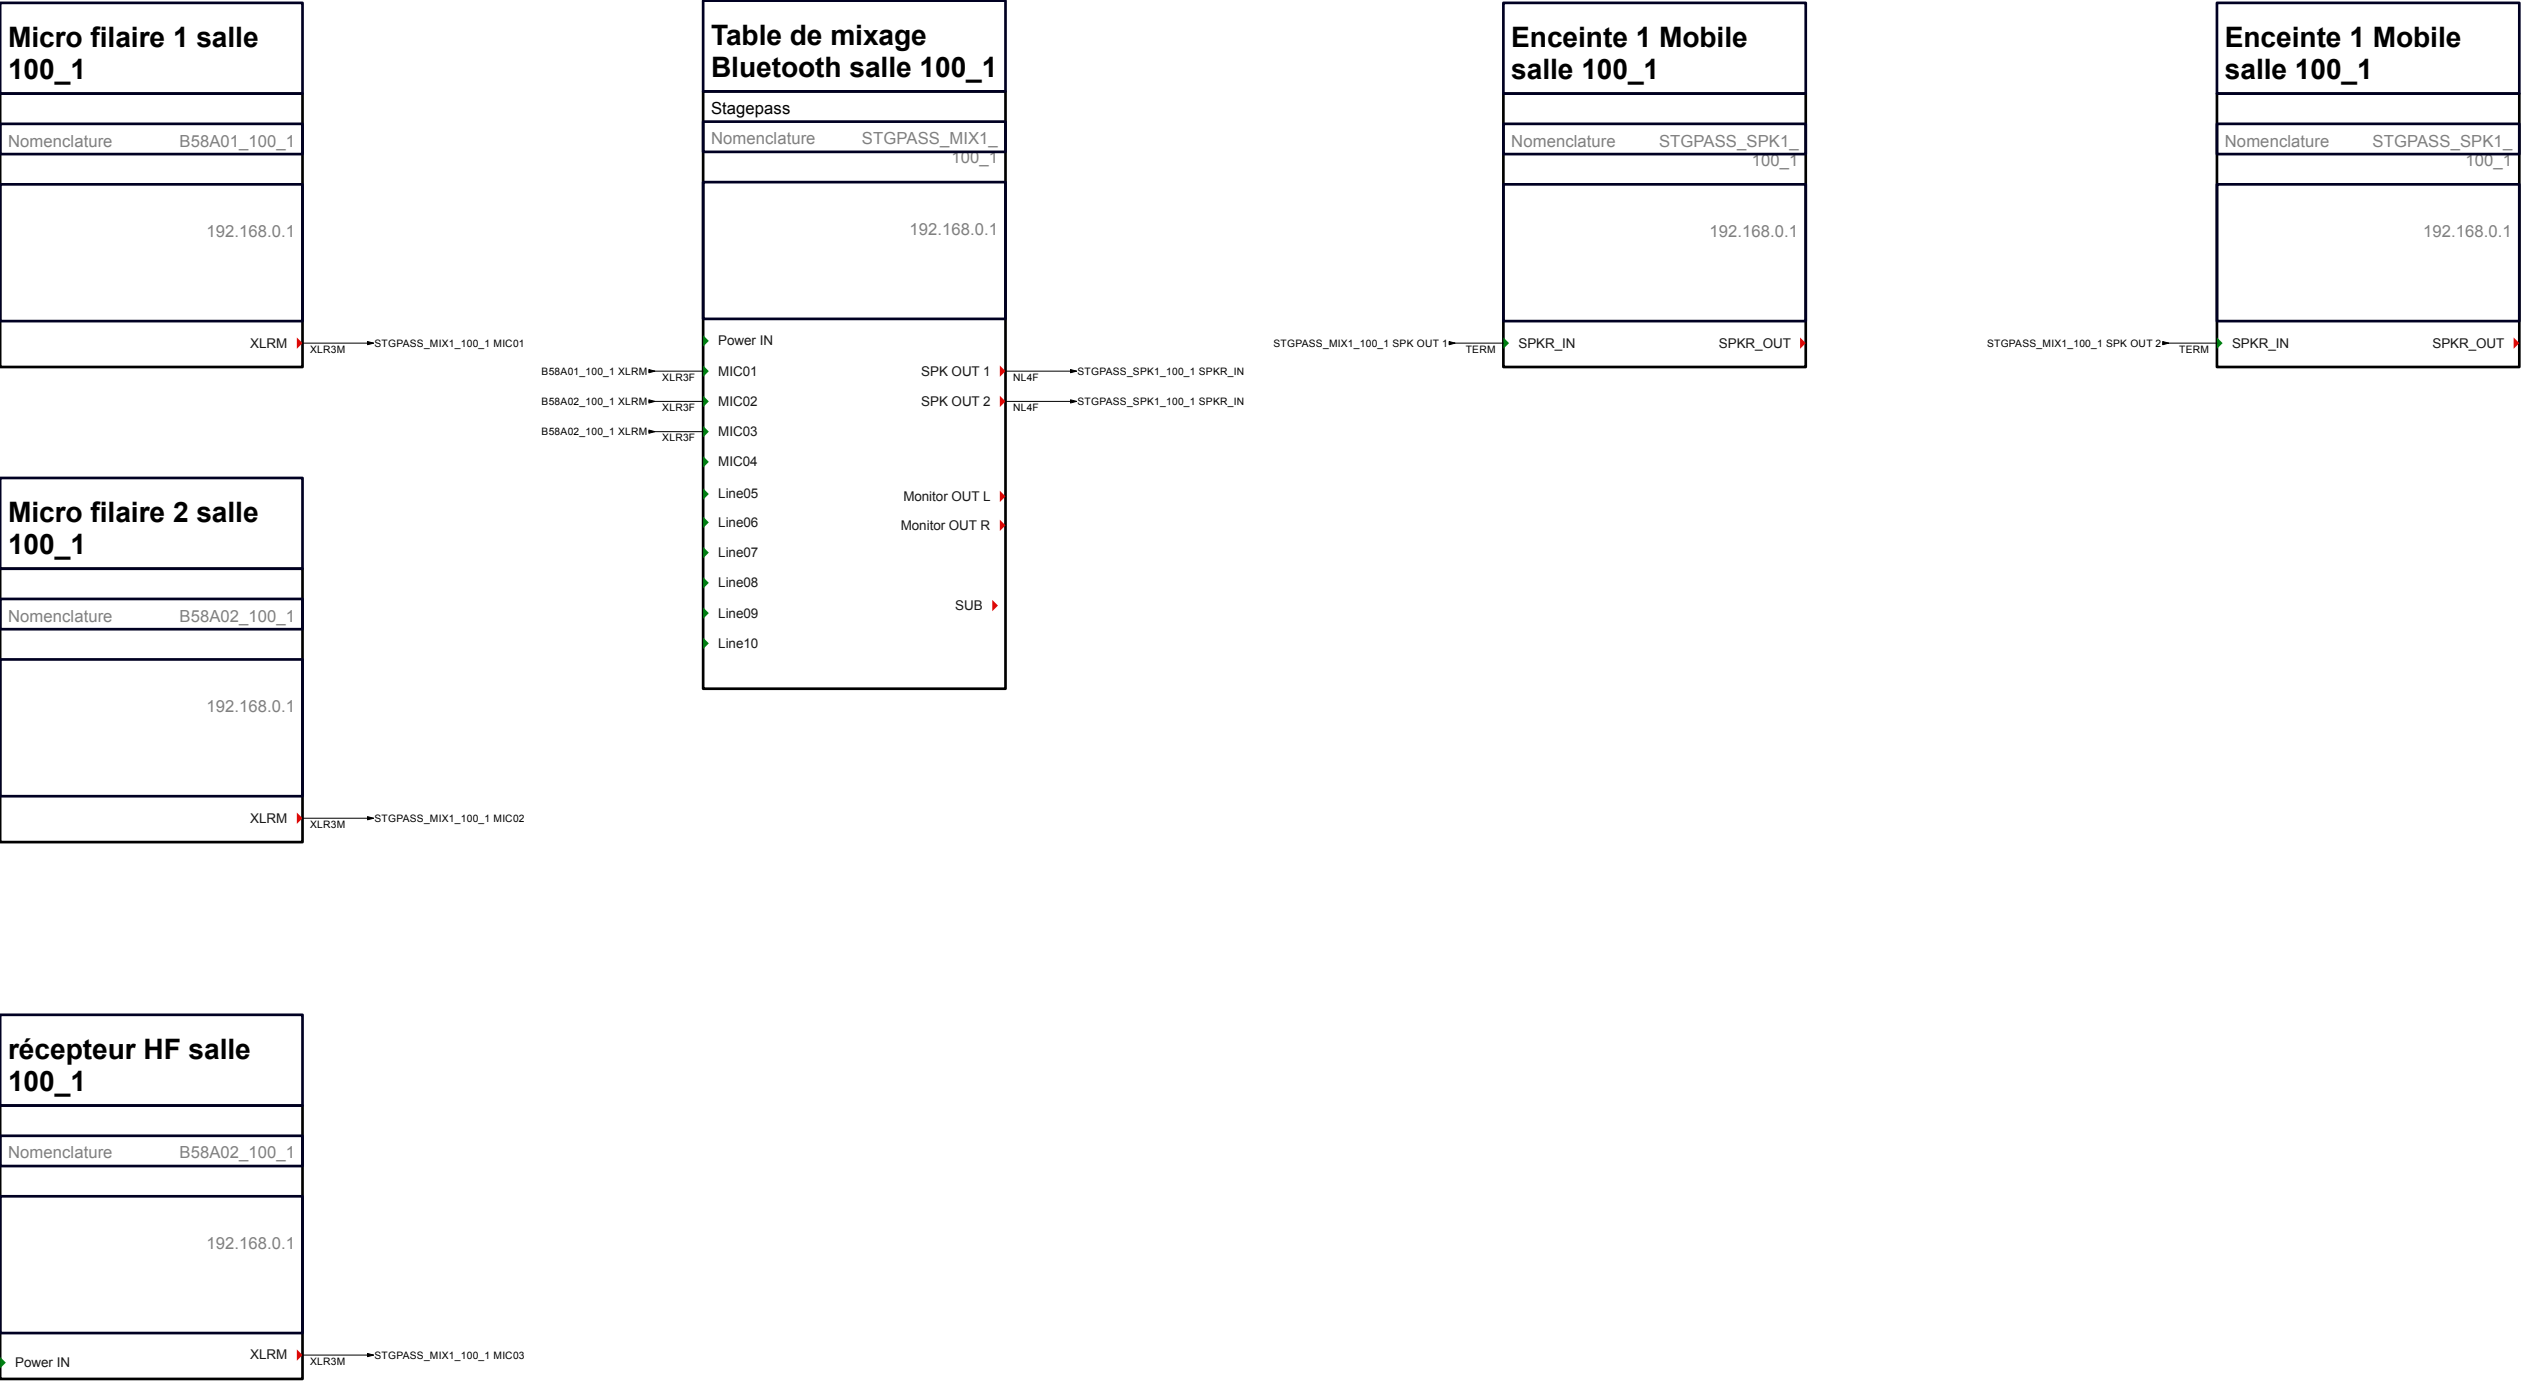 Micro filaire 1 salle
100_1
Nomenclature B58A01_100_1
192.168.0.1
XLRM
XLR3M
STGPASS_MIX1_100_1 MIC01
Table de mixage
Bluetooth salle 100_1
Stagepass
Nomenclature STGPASS_MIX1_
100_1
192.168.0.1
Power IN
B58A01_100_1 XLRM XLR3F MIC01 SPK OUT 1 NL4F STGPASS_SPK1_100_1 SPKR_IN
B58A02_100_1 XLRM XLR3F MIC02 SPK OUT 2 NL4F STGPASS_SPK1_100_1 SPKR_IN
B58A02_100_1 XLRM XLR3F MIC03
MIC04
Line05 Monitor OUT L
Line06 Monitor OUT R
Line07
Line08
Line09 SUB
Line10
Enceinte 1 Mobile
salle 100_1
Nomenclature STGPASS_SPK1_
100_1
192.168.0.1
STGPASS_MIX1_100_1 SPK OUT 1 TERM SPKR_IN SPKR_OUT
Enceinte 1 Mobile
salle 100_1
Nomenclature STGPASS_SPK1_
100_1
192.168.0.1
STGPASS_MIX1_100_1 SPK OUT 2 TERM SPKR_IN SPKR_OUT
Micro filaire 2 salle
100_1
Nomenclature B58A02_100_1
192.168.0.1
XLRM
XLR3M
STGPASS_MIX1_100_1 MIC02
récepteur HF salle
100_1
Nomenclature B58A02_100_1
192.168.0.1
Power IN XLRM
XLR3M
STGPASS_MIX1_100_1 MIC03